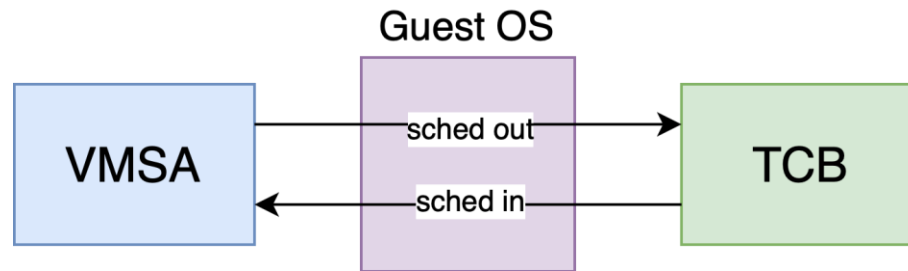 Guest OS
VMSA
sched out
sched in
TCB